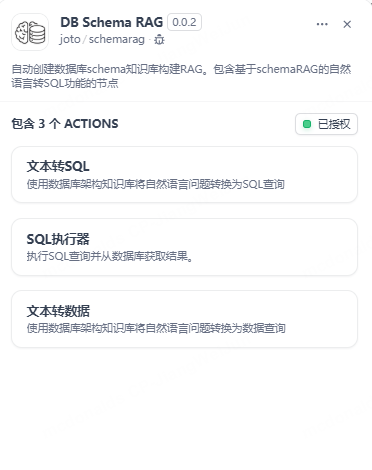 DB Schema RAG 0.0.2
joto / schemarag ·
自动创建数据库schema知识库构建RAG。包含基于schemaRAG的自然
语言转SQL功能的节点
包含 3 个 ACTIONS 已授权
文本转SQL
使用数据库架构知识库将自然语言问题转换为SQL查询
SQL执行器
执行SQL查询并从数据库获取结果。
文本转数据
使用数据库架构知识库将自然语言问题转换为数据查询